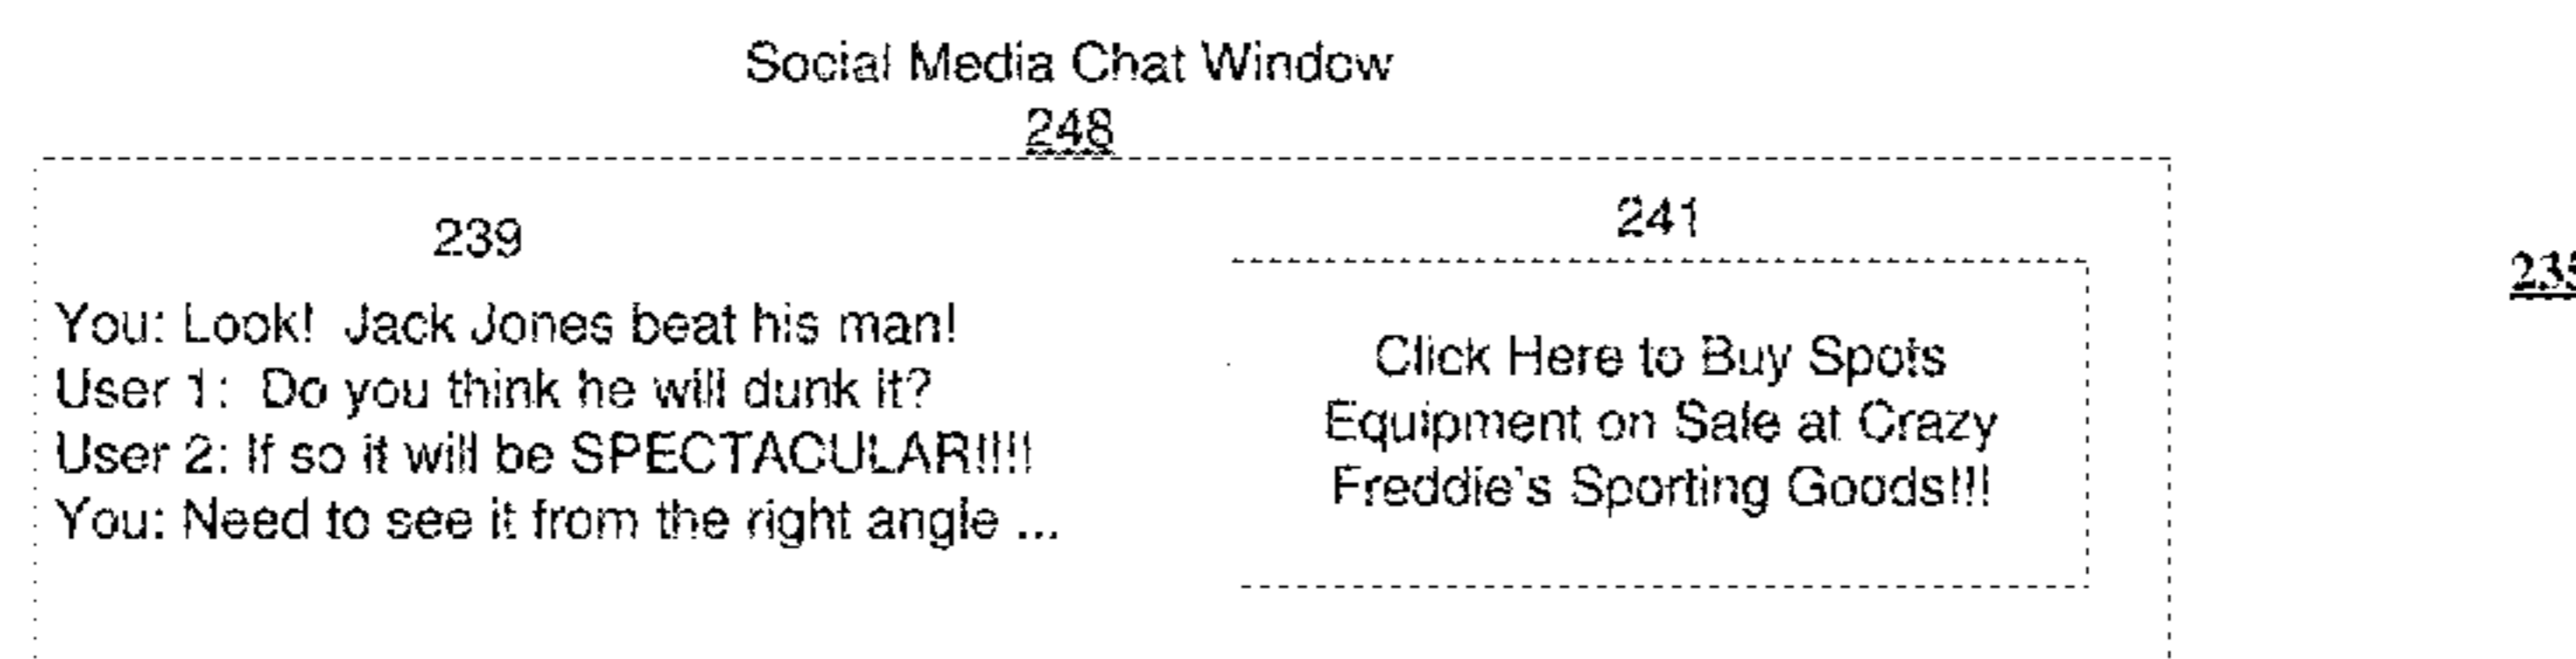 Social Media Chat Window
248
239
You: Look!  Jack Jones beat his man!
User 1:  Do you think he will dunk it?
User 2: If so it will be SPECTACULAR!!!!
You: Need to see it from the right angle ...
241
Click Here to Buy Spots
Equipment on Sale at Crazy
Freddie's Sporting Goods!!!
235